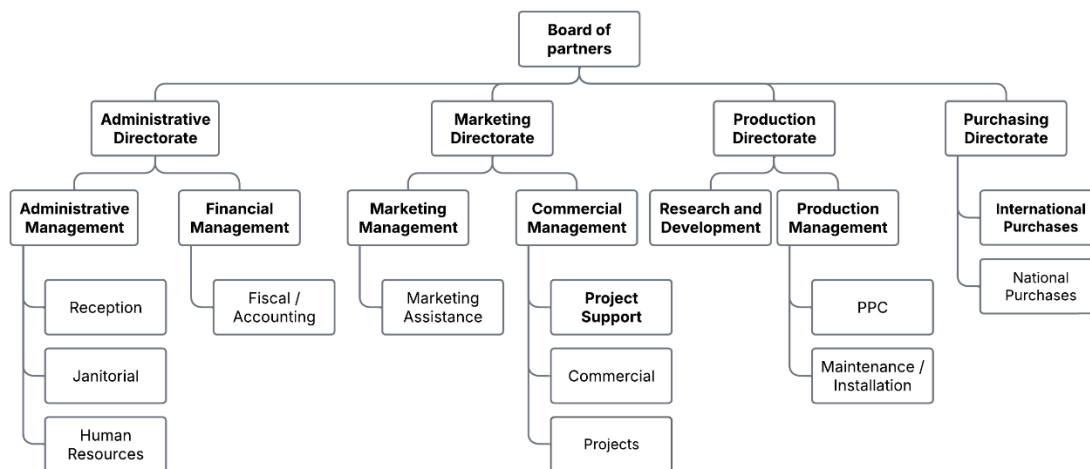 Board of
partners
Administrative
Directorate
Marketing
Directorate
Production
Directorate
Purchasing
Directorate
Administrative
Management
Financial
Management
Marketing
Management
Commercial
Management
Research and
Development
Production
Management
International
Purchases
Reception
Fiscal /
Accounting
Marketing
Assistance
Project
Support
PPC
National
Purchases
Janitorial
Commercial
Maintenance /
Installation
Human
Resources
Projects